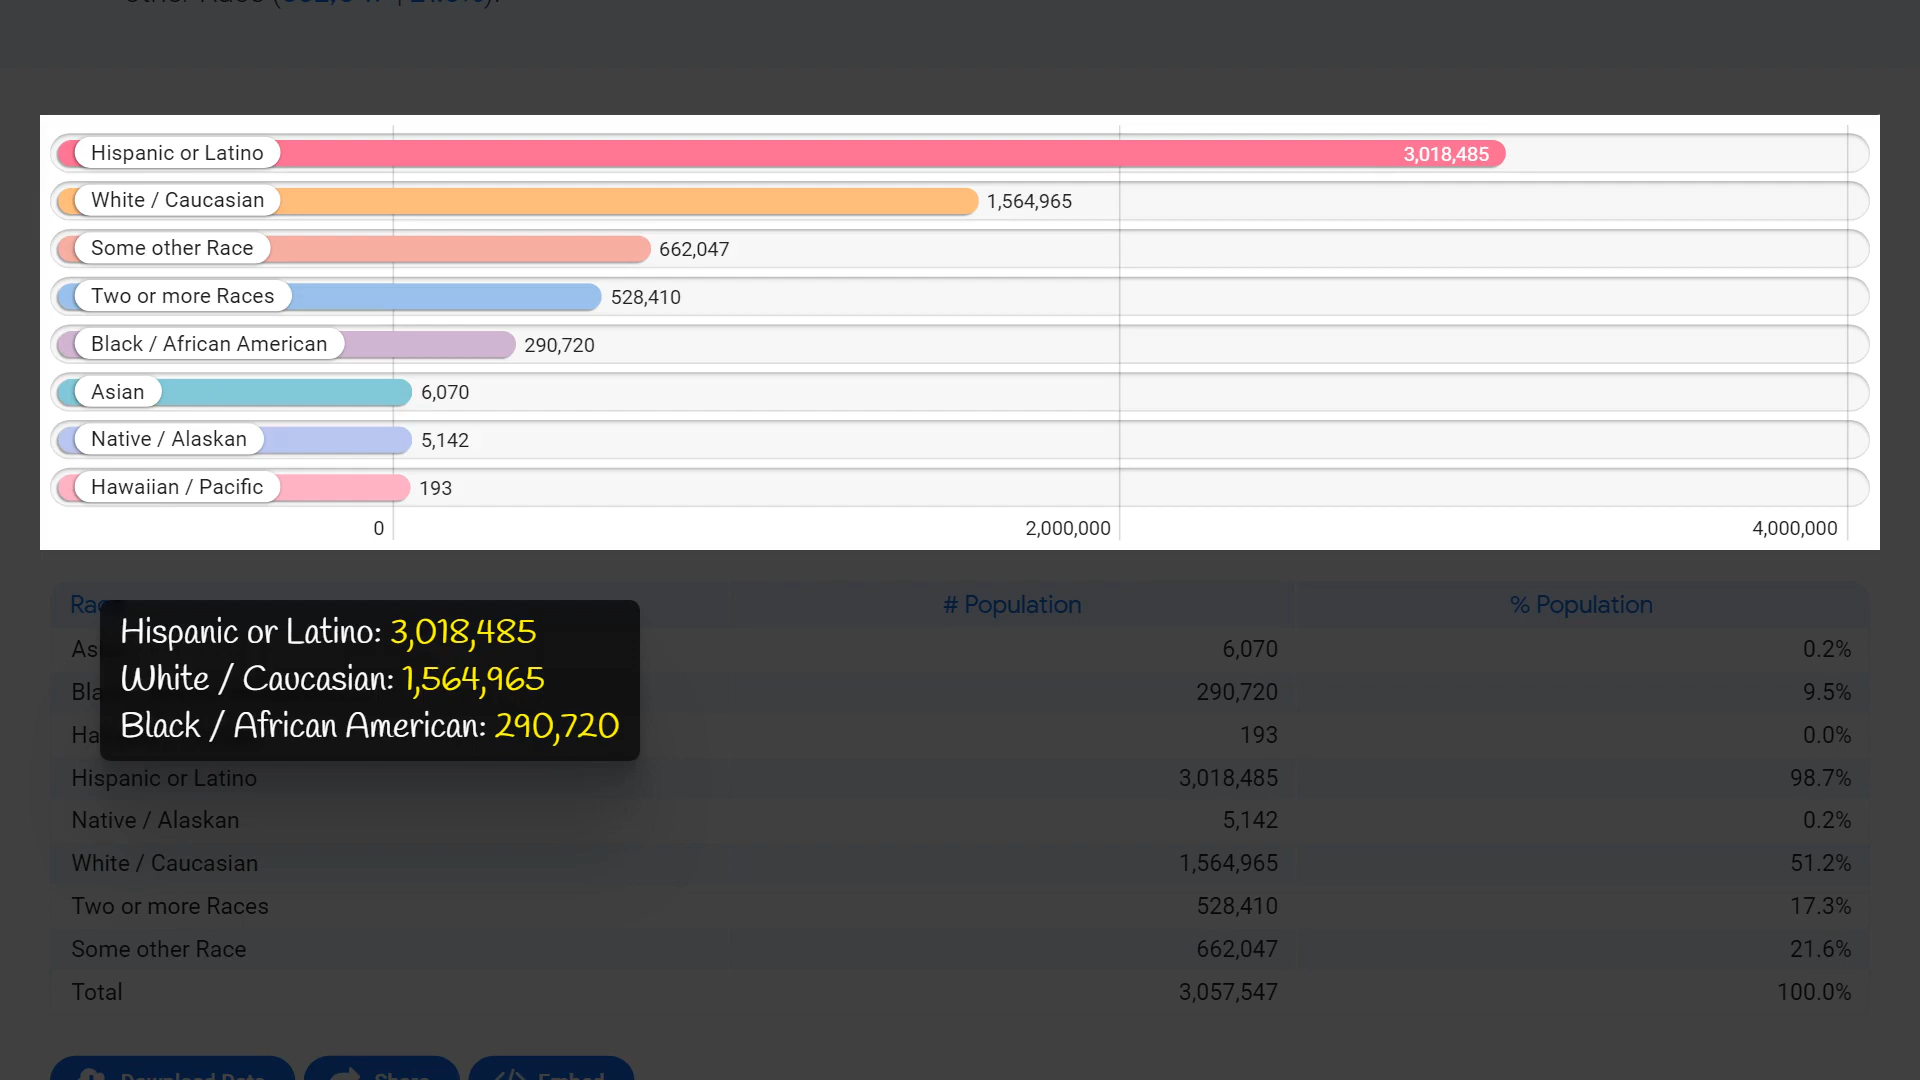 Hispanic or Latino 3,018,485
White / Caucasian 1,564,965
Some other Race 662,047
Two or more Races 528,410
Black / African American 290,720
Asian 6,070
Native / Alaskan 5,142
Hawaiian / Pacific 193
0 2,000,000 4,000,000
# Population % Population
Hispanic or Latino: 3,018,485
White / Caucasian: 1,564,965
Black / African American: 290,720
6,070 0.2%
290,720 9.5%
193 0.0%
Hispanic or Latino 3,018,485 98.7%
Native / Alaskan 5,142 0.2%
White / Caucasian 1,564,965 51.2%
Two or more Races 528,410 17.3%
Some other Race 662,047 21.6%
Total 3,057,547 100.0%
Download Data Share Embed